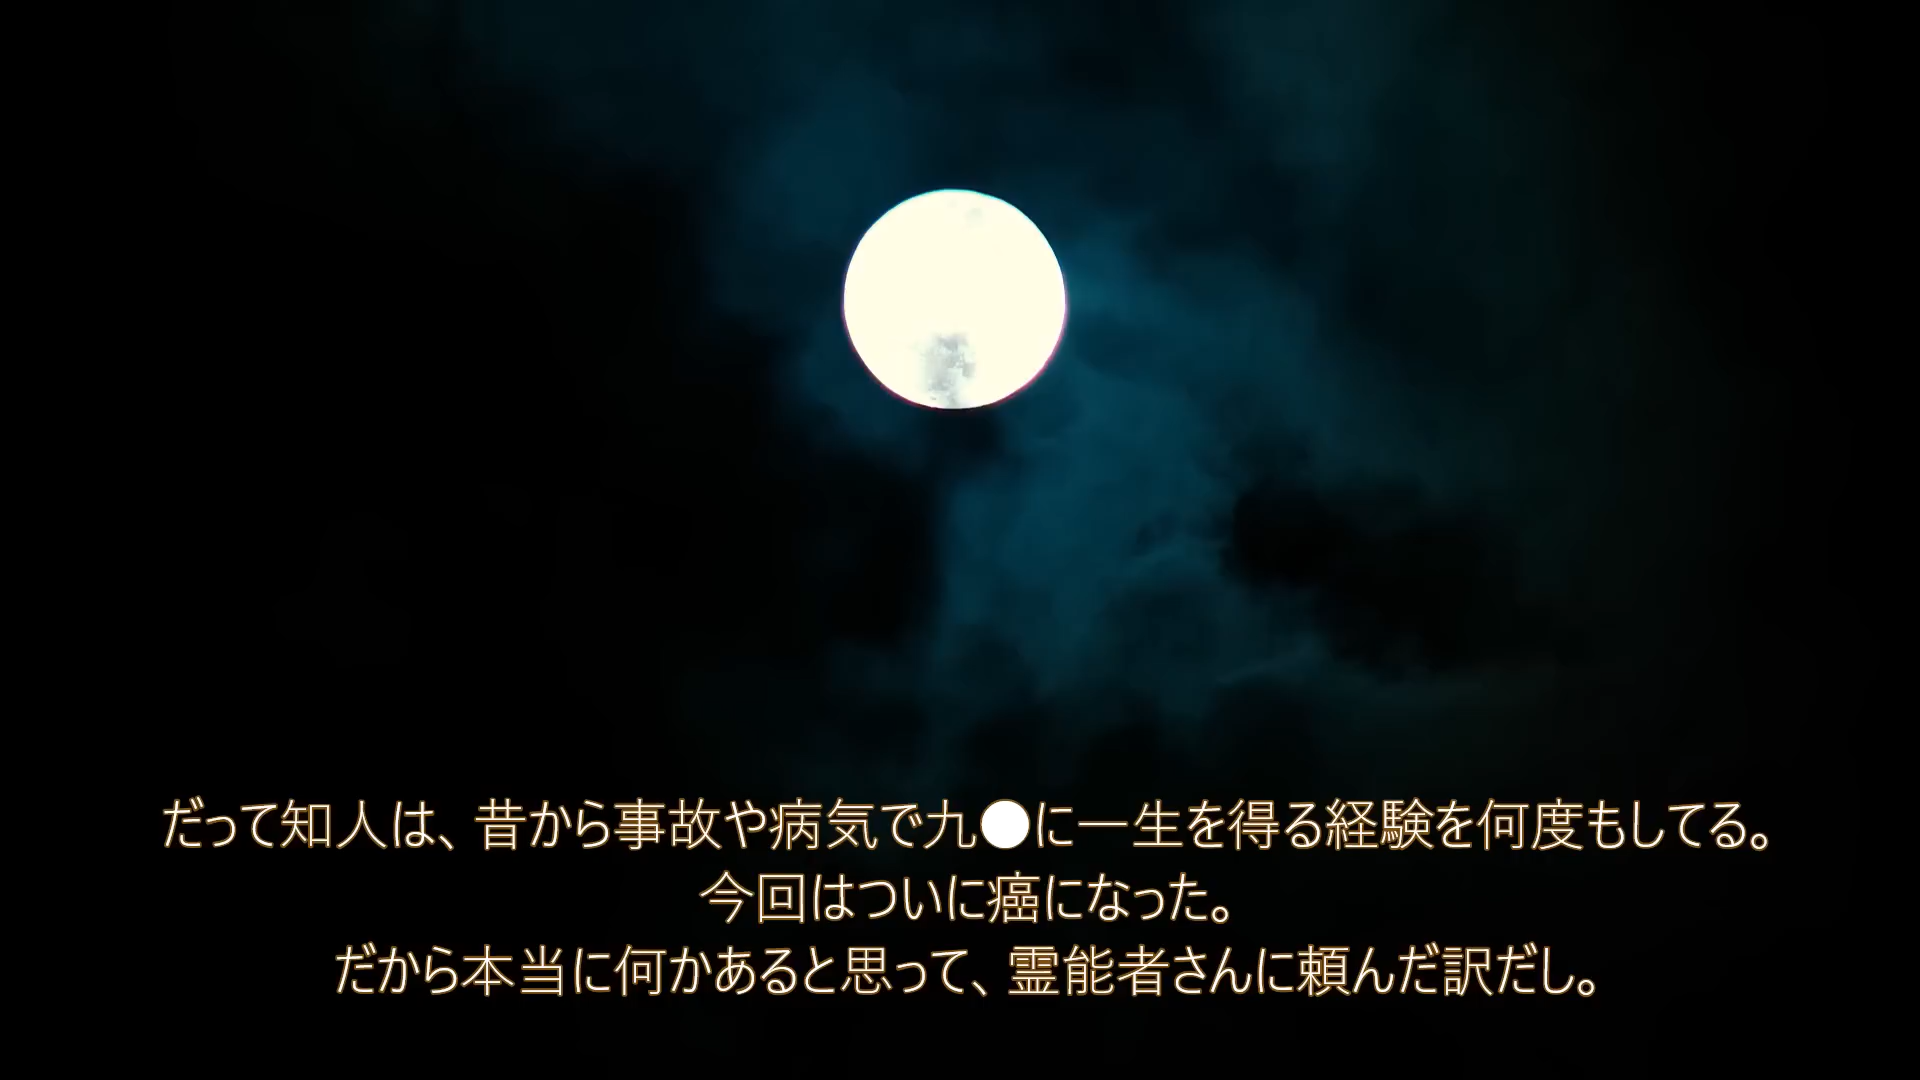 だって知人は、昔から事故や病気で九●に一生を得る経験を何度もしてる。
今回はついに癌になった。
だから本当に何かあると思って、霊能者さんに頼んだ訳だし。